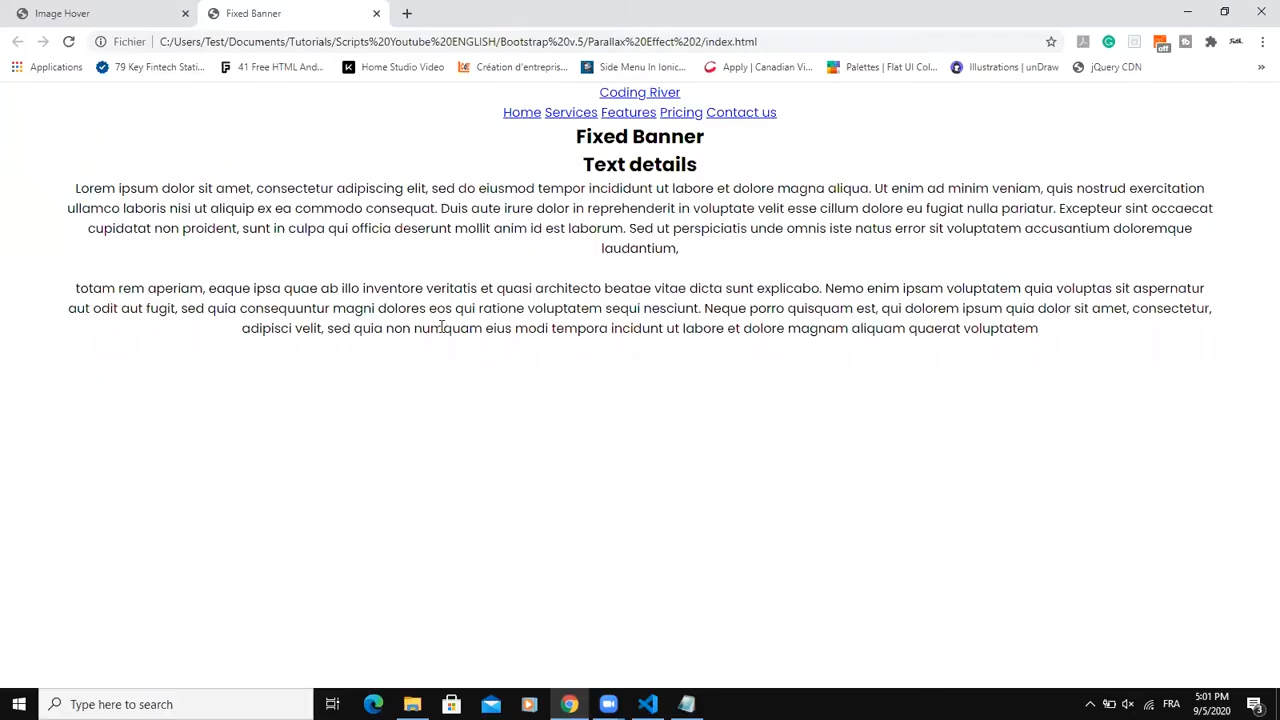 Image Hover
Fixed Banner
Fichier C:/Users/Test/Documents/Tutorials/Scripts%20Youtube%20ENGLISH/Bootstrap%20v.5/Parallax%20Effect%202/index.html
off
Applications 79 Key Fintech Stati... 41 Free HTML And... Home Studio Video Création d'entrepris... Side Menu In Ionic... Apply | Canadian Vi... Palettes | Flat UI Col... Illustrations | unDraw jQuery CDN »
Coding River
Home Services Features Pricing Contact us
Fixed Banner
Text details
Lorem ipsum dolor sit amet, consectetur adipiscing elit, sed do eiusmod tempor incididunt ut labore et dolore magna aliqua. Ut enim ad minim veniam, quis nostrud exercitation
ullamco laboris nisi ut aliquip ex ea commodo consequat. Duis aute irure dolor in reprehenderit in voluptate velit esse cillum dolore eu fugiat nulla pariatur. Excepteur sint occaecat
cupidatat non proident, sunt in culpa qui officia deserunt mollit anim id est laborum. Sed ut perspiciatis unde omnis iste natus error sit voluptatem accusantium doloremque
laudantium,
totam rem aperiam, eaque ipsa quae ab illo inventore veritatis et quasi architecto beatae vitae dicta sunt explicabo. Nemo enim ipsam voluptatem quia voluptas sit aspernatur
aut odit aut fugit, sed quia consequuntur magni dolores eos qui ratione voluptatem sequi nesciunt. Neque porro quisquam est, qui dolorem ipsum quia dolor sit amet, consectetur,
adipisci velit, sed quia non numquam eius modi tempora incidunt ut labore et dolore magnam aliquam quaerat voluptatem
Type here to search
FRA
5:01 PM
9/5/2020
3